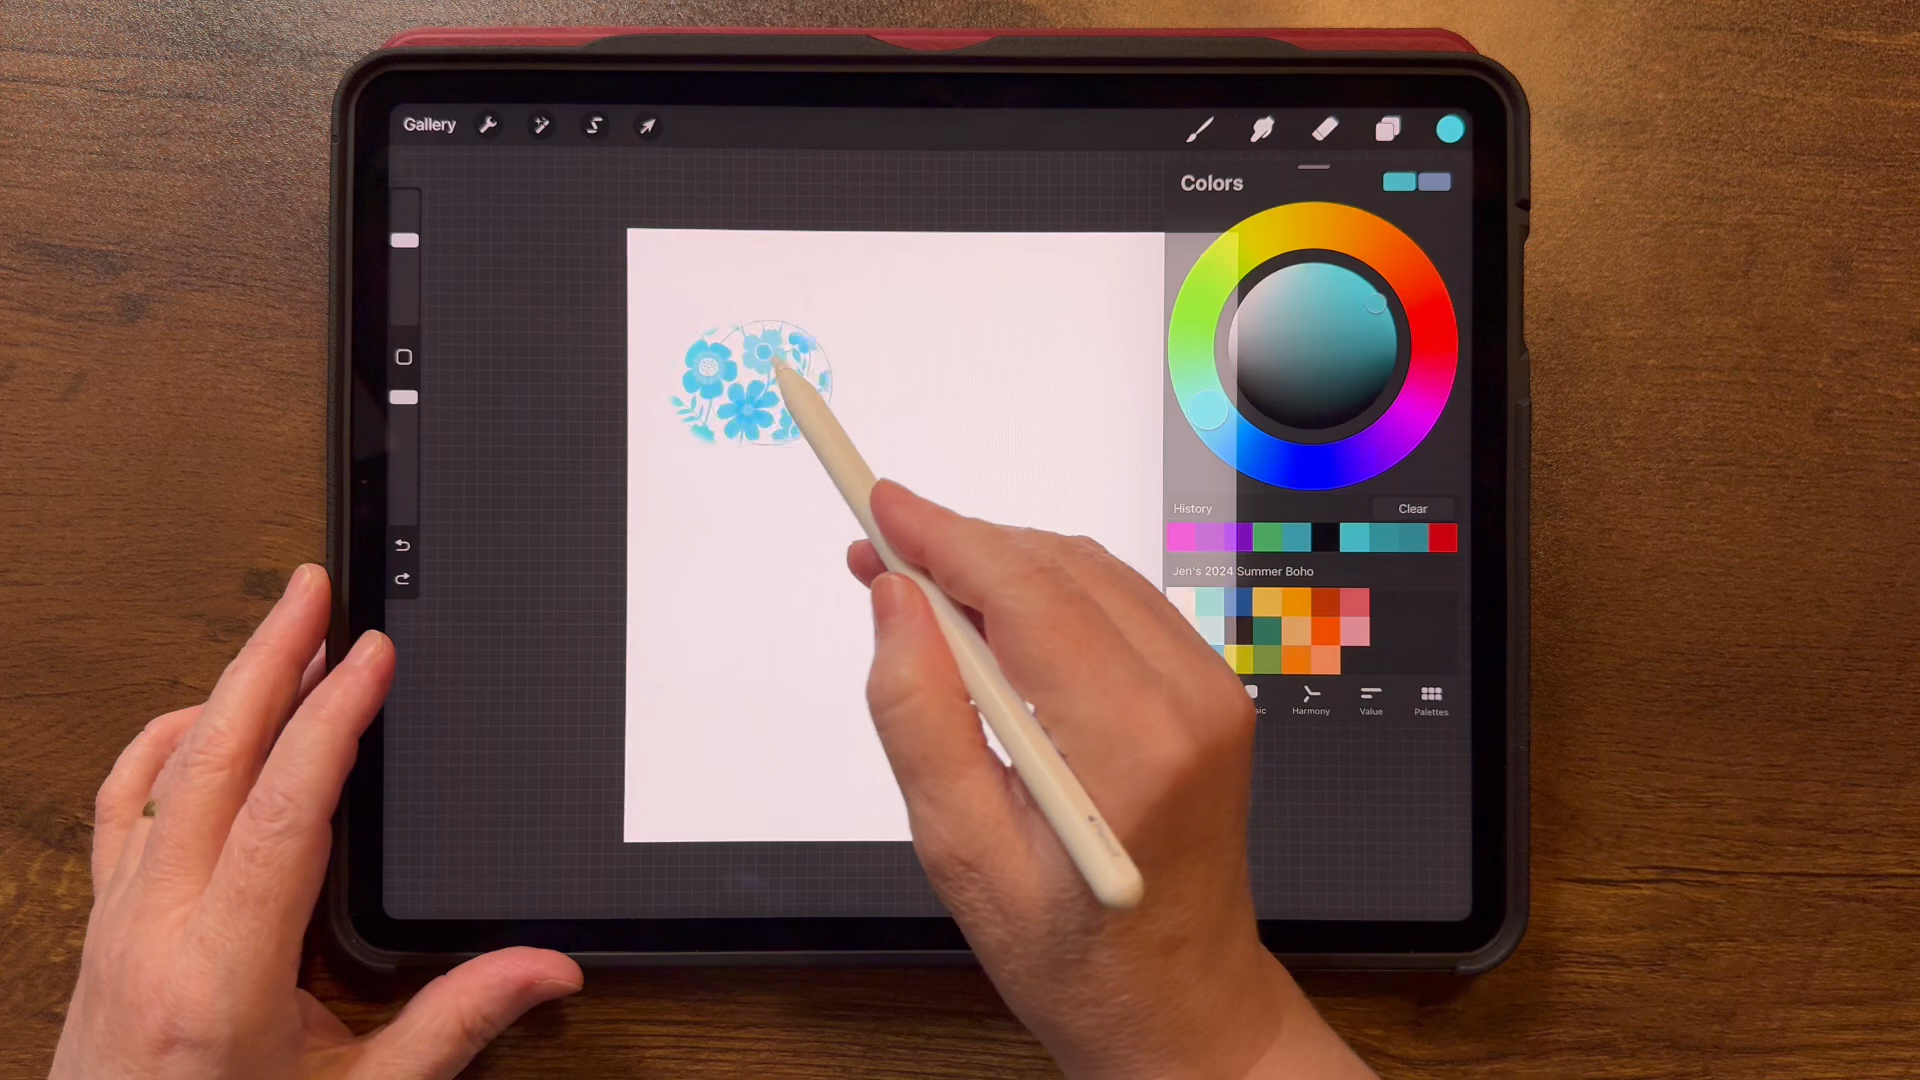 Gallery
Colors
History Clear
Jen's 2024 Summer Boho
Harmony Value Palettes